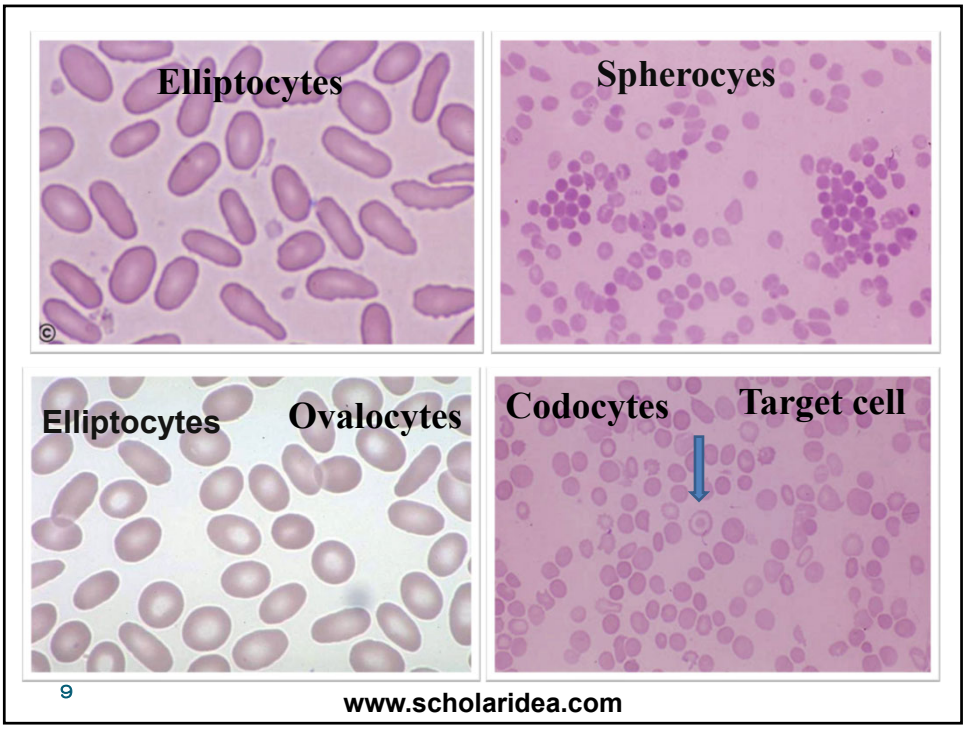 Elliptocytes
Spherocyes
©
Elliptocytes Ovalocytes
Codocytes Target cell
9
www.scholaridea.com